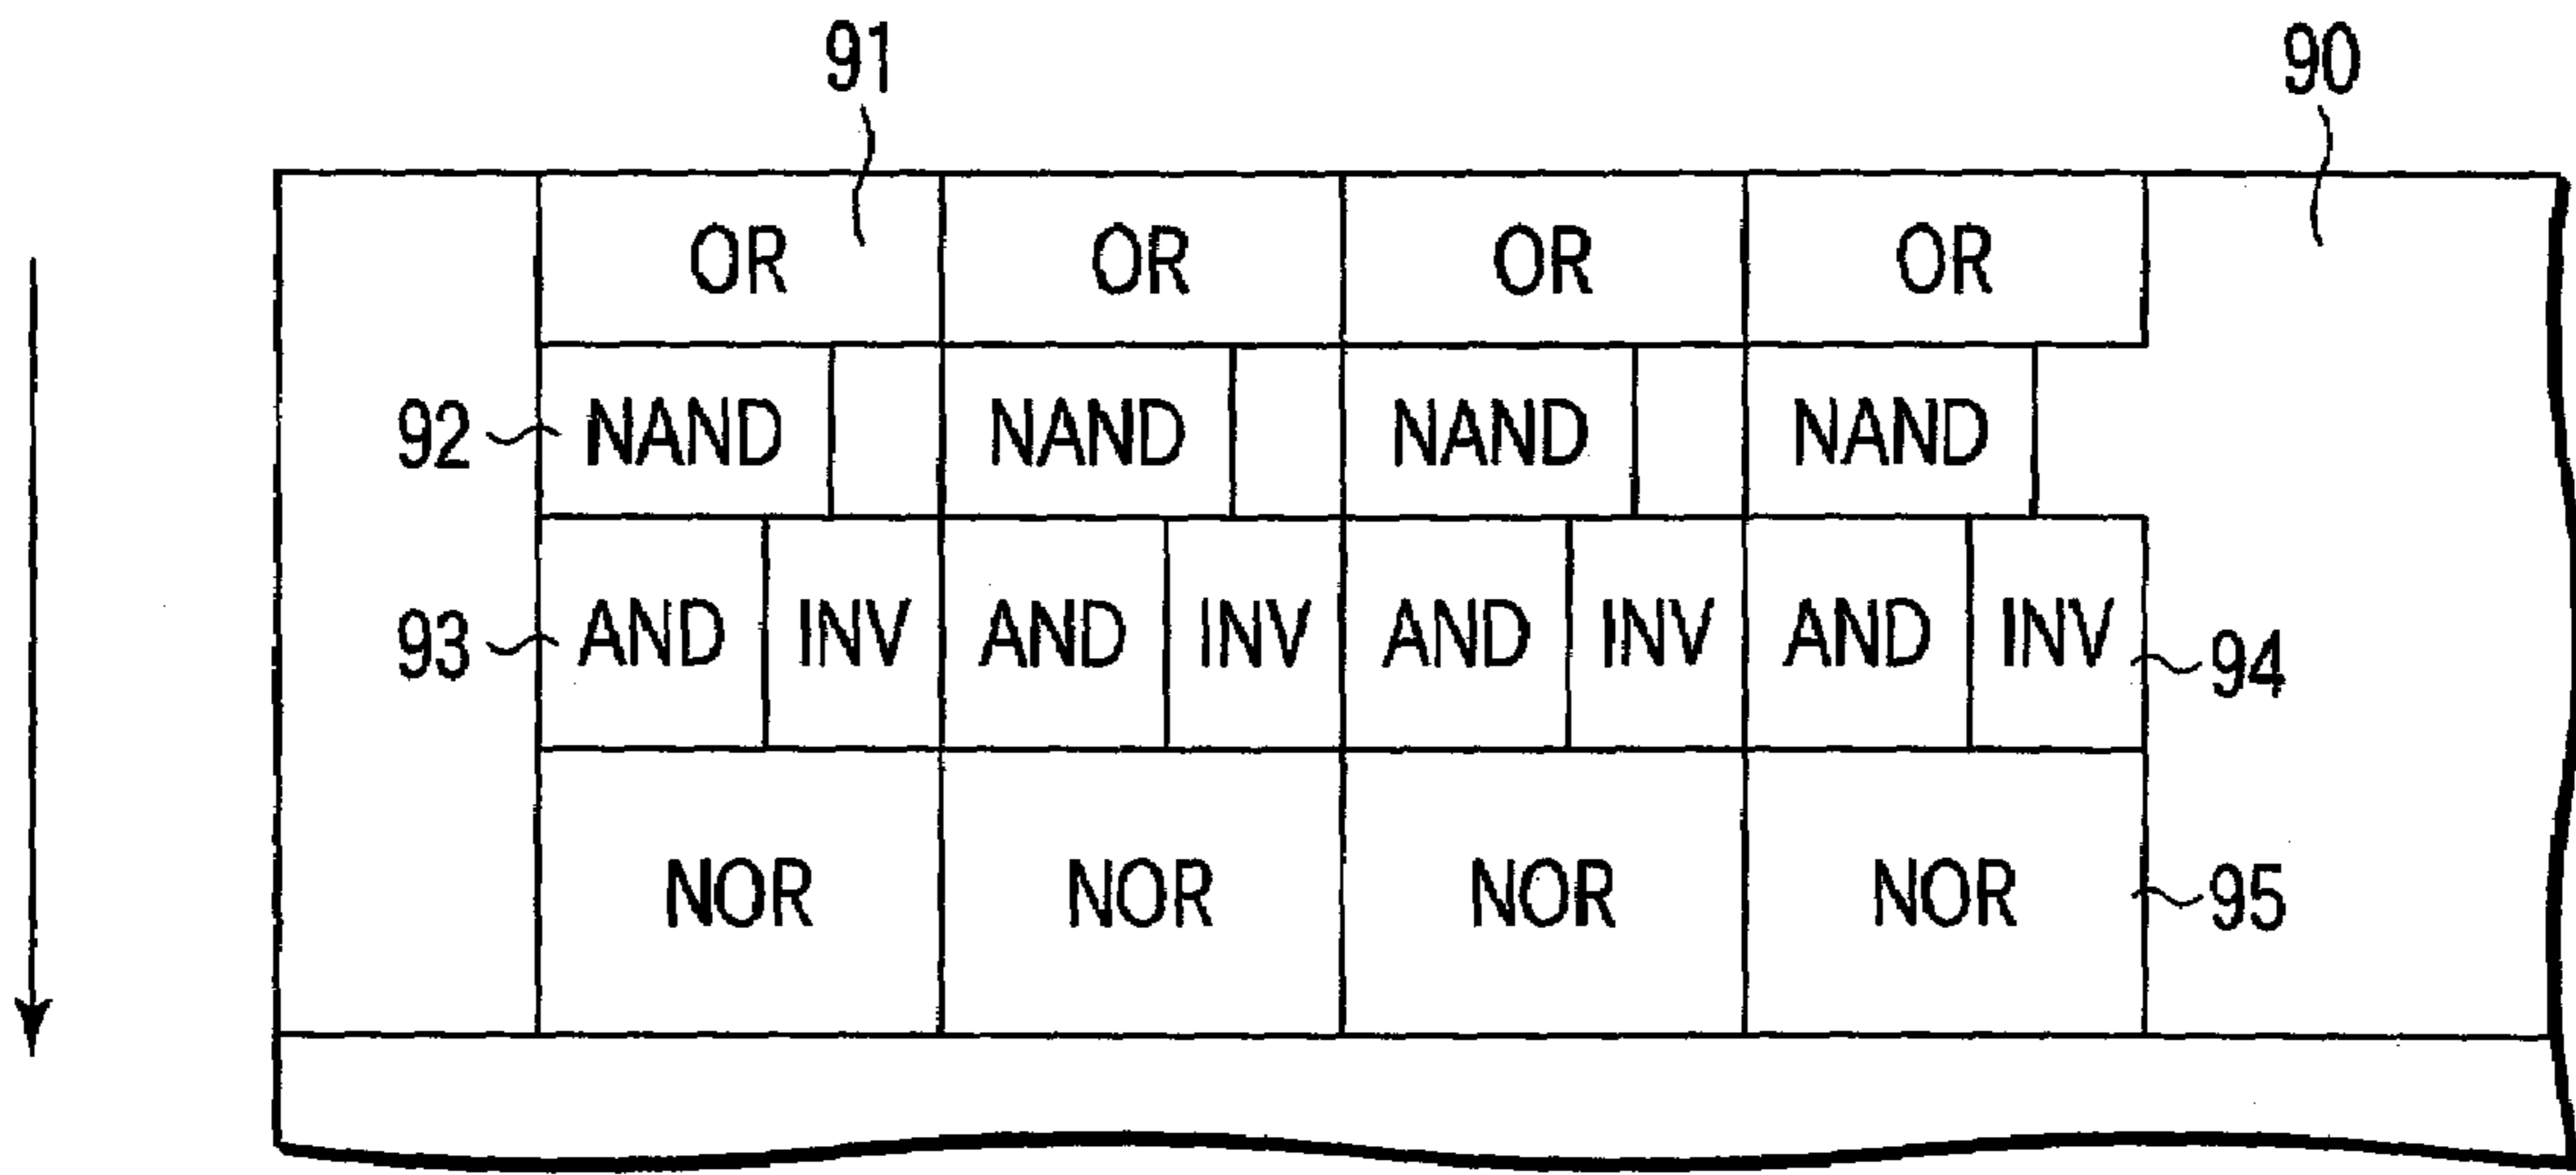 91 90
OR OR OR OR
92 NAND NAND NAND NAND
93 AND INV AND INV AND INV AND INV 94
NOR NOR NOR NOR 95